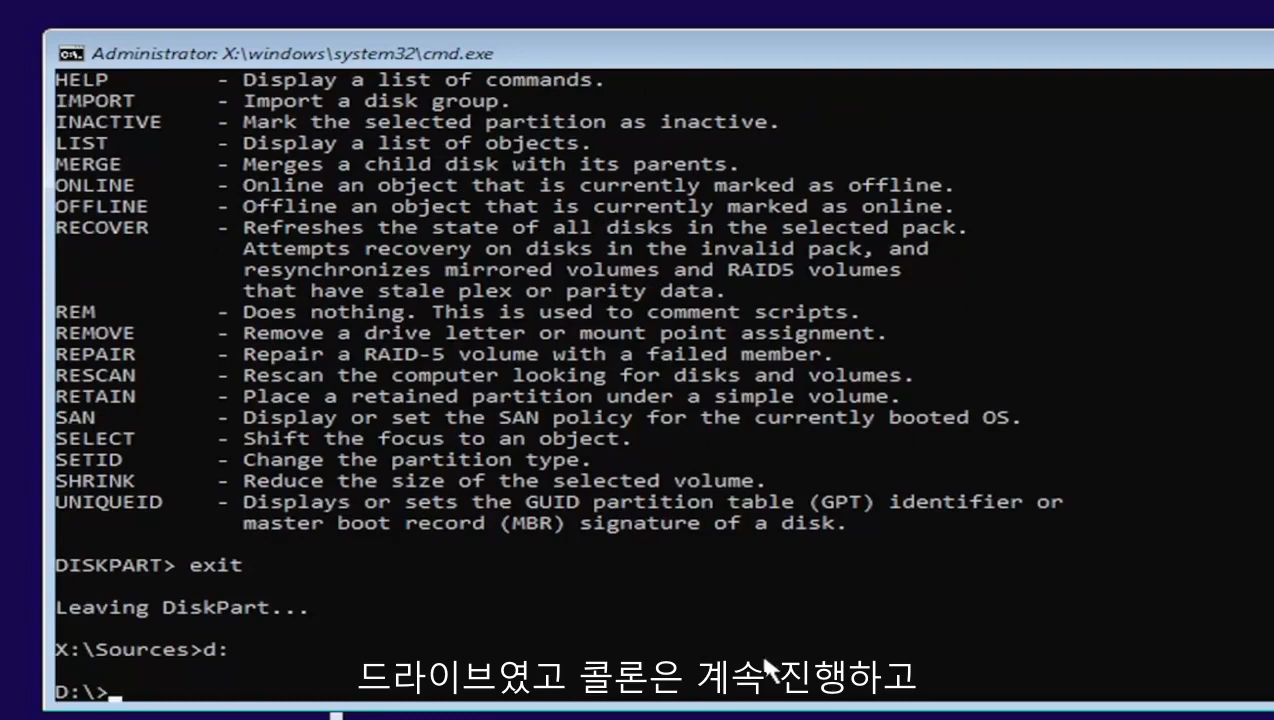 Administrator: X:\windows\system32\cmd.exe
HELP - Display a list of commands.
IMPORT - Import a disk group.
INACTIVE - Mark the selected partition as inactive.
LIST - Display a list of objects.
MERGE - Merges a child disk with its parents.
ONLINE - Online an object that is currently marked as offline.
OFFLINE - Offline an object that is currently marked as online.
RECOVER - Refreshes the state of all disks in the selected pack.
Attempts recovery on disks in the invalid pack, and
resynchronizes mirrored volumes and RAID5 volumes
that have stale plex or parity data.
REM - Does nothing. This is used to comment scripts.
REMOVE - Remove a drive letter or mount point assignment.
REPAIR - Repair a RAID-5 volume with a failed member.
RESCAN - Rescan the computer looking for disks and volumes.
RETAIN - Place a retained partition under a simple volume.
SAN - Display or set the SAN policy for the currently booted OS.
SELECT - Shift the focus to an object.
SETID - Change the partition type.
SHRINK - Reduce the size of the selected volume.
UNIQUEID - Displays or sets the GUID partition table (GPT) identifier or
master boot record (MBR) signature of a disk.
DISKPART> exit
Leaving DiskPart...
X:\Sources>d:
드라이브였고 콜론은 계속 진행하고
D:\>